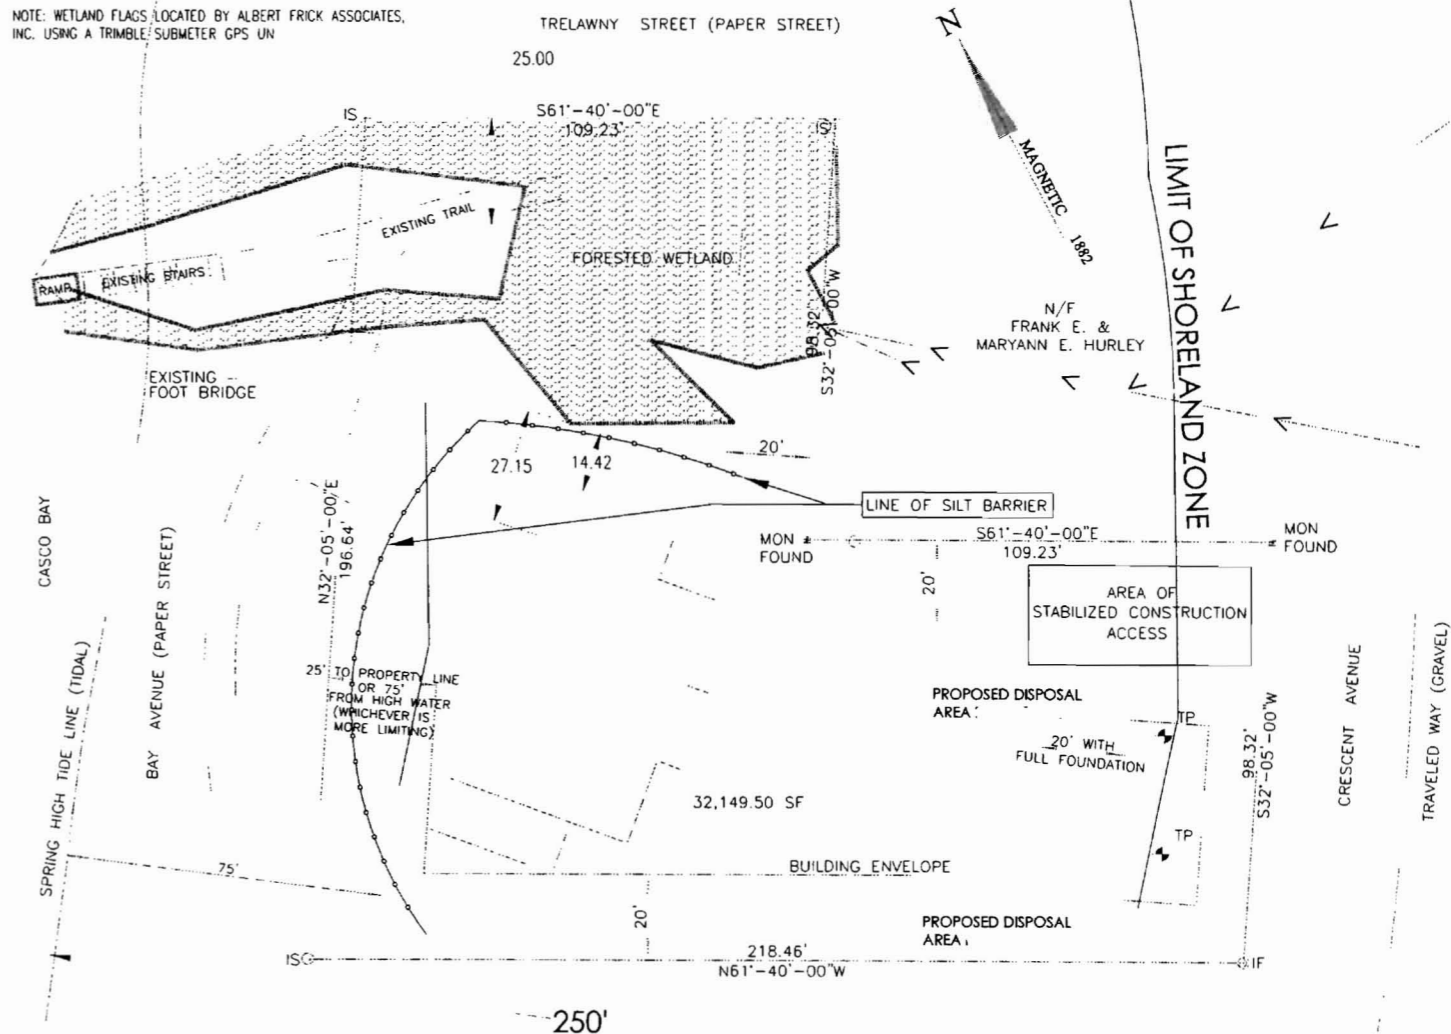 NOTE: WETLAND FLAGS LOCATED BY ALBERT FRICK ASSOCIATES,
INC. USING A TRIMBLE SUBMETER GPS UN
TRELAWNY STREET (PAPER STREET)
25.00
S61°-40'-00"E
109.23'
IS
IS
N
MAGNETIC 1882
LIMIT OF SHORELAND ZONE
EXISTING TRAIL
FORESTED WETLAND
RAMP
EXISTING STAIRS
98.32'
S32°-05'-00"W
N/F
FRANK E. &
MARYANN E. HURLEY
EXISTING
FOOT BRIDGE
27.15
14.42
20'
LINE OF SILT BARRIER
CASCO BAY
BAY AVENUE (PAPER STREET)
SPRING HIGH TIDE LINE (TIDAL)
N32°-05'-00"E
196.64'
MON
FOUND
S61°-40'-00"E
109.23'
MON
FOUND
20'
AREA OF
STABILIZED CONSTRUCTION
ACCESS
25' TO PROPERTY LINE
OR 75'
FROM HIGH WATER
(WHICHEVER IS
MORE LIMITING)
PROPOSED DISPOSAL
AREA:
TP
20' WITH
FULL FOUNDATION
98.32'
S32°-05'-00"W
CRESCENT AVENUE
TRAVELED WAY (GRAVEL)
32,149.50 SF
TP
75'
BUILDING ENVELOPE
20'
PROPOSED DISPOSAL
AREA
IS
218.46'
N61°-40'-00"W
IF
250'